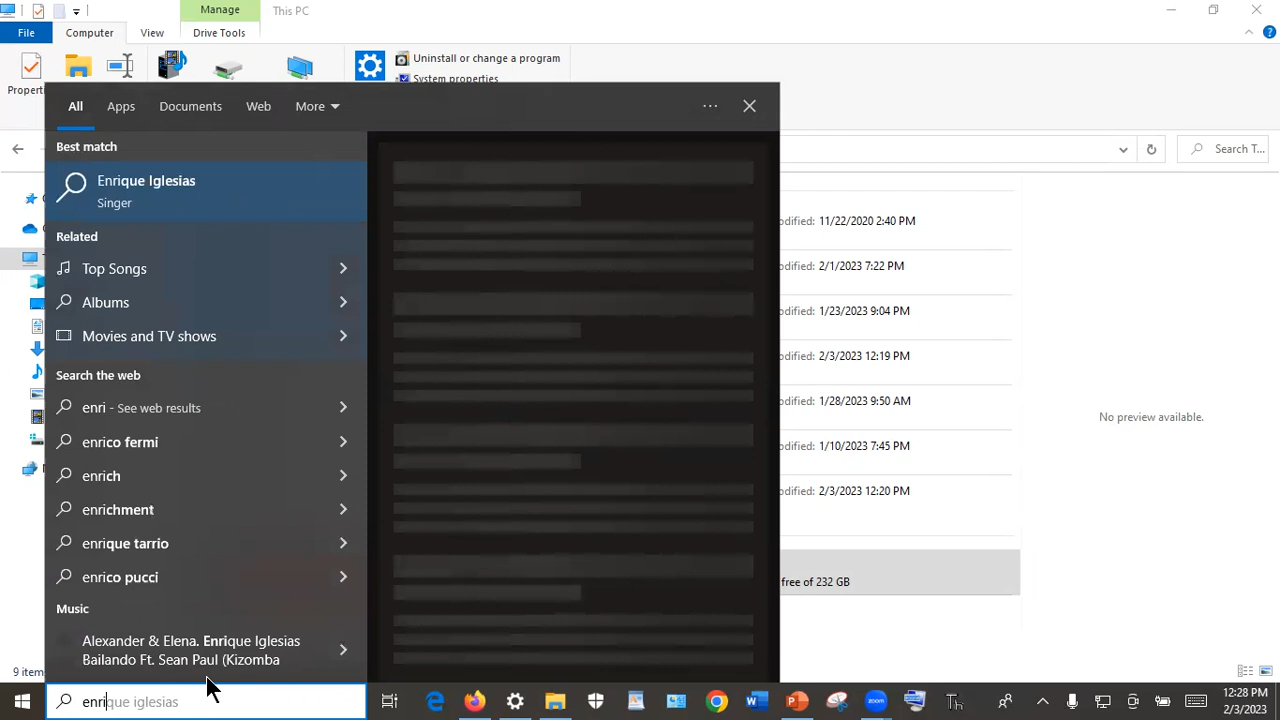 Manage
This PC
File
Computer
View
Drive Tools
Uninstall or change a program
System properties
All
Apps
Documents
Web
More
Best match
Enrique Iglesias
Singer
Related
Top Songs
Albums
Movies and TV shows
Search the web
enri - See web results
enrico fermi
enrich
enrichment
enrique tarrio
enrico pucci
Music
Alexander & Elena. Enrique Iglesias
Bailando Ft. Sean Paul (Kizomba
enrique iglesias
Search T...
odified: 11/22/2020 2:40 PM
odified: 2/1/2023 7:22 PM
odified: 1/23/2023 9:04 PM
odified: 2/3/2023 12:19 PM
odified: 1/28/2023 9:50 AM
odified: 1/10/2023 7:45 PM
odified: 2/3/2023 12:20 PM
free of 232 GB
No preview available.
9 item
12:28 PM
2/3/2023